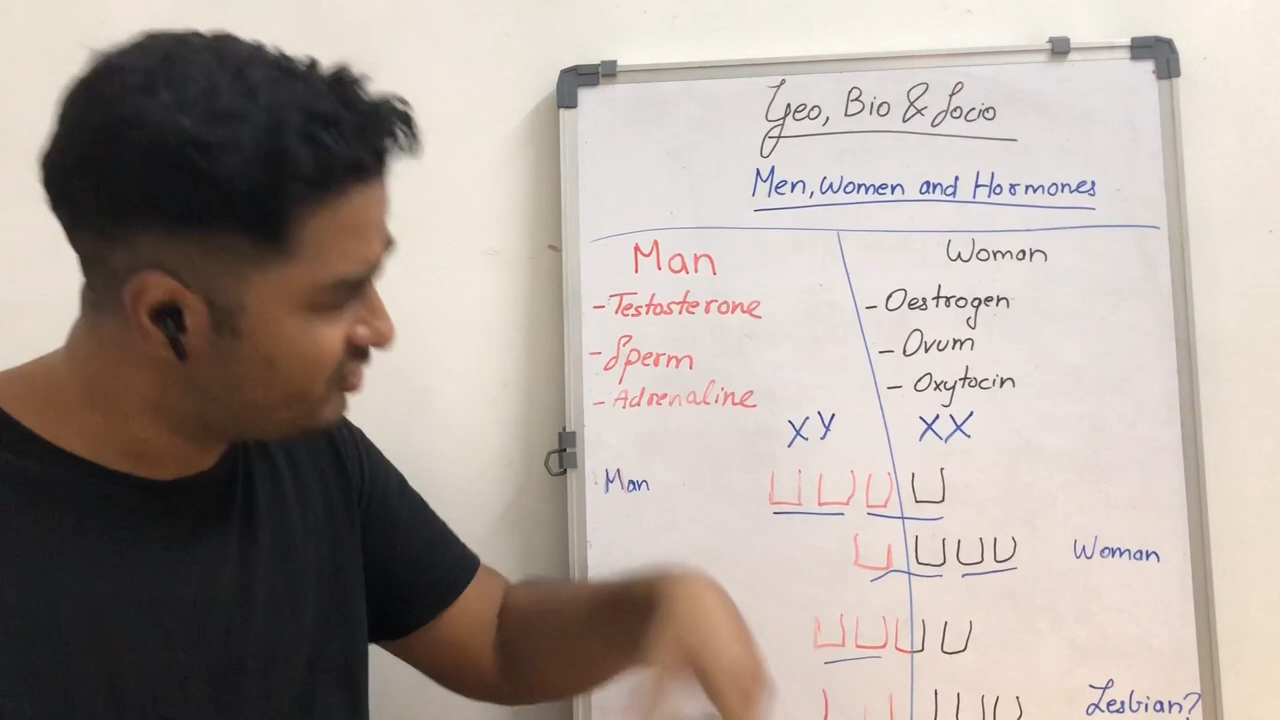 Geo, Bio & Socio
Men, Women and Hormones
Man
Woman
- Testosterone
- Oestrogen
- Sperm
- Ovum
- Adrenaline
- Oxytocin
XY
XX
Man
Woman
Lesbian?